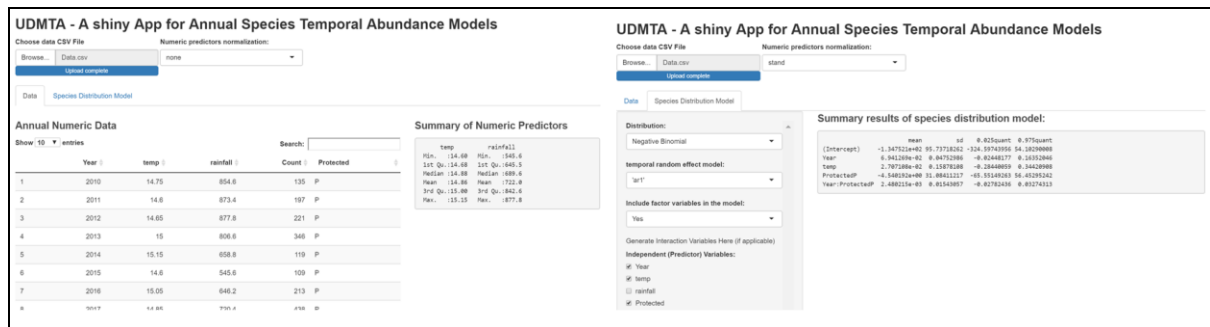 UDMTA - A shiny App for Annual Species Temporal Abundance Models
Choose data CSV File
Numeric predictors normalization:
Browse...
Data.csv
none
Upload complete
Data
Species Distribution Model
Annual Numeric Data
Show 10 entries
Search:
Year temp rainfall Count Protected
1 2010 14.75 854.6 135 P
2 2011 14.6 873.4 197 P
3 2012 14.65 877.8 221 P
4 2013 15 806.6 346 P
5 2014 15.15 658.8 119 P
6 2015 14.6 545.6 109 P
7 2016 15.05 646.2 213 P
8 2017 14.85 720.4 438 P
Summary of Numeric Predictors
temp rainfall
Min. :14.60 Min. :545.6
1st Qu.:14.68 1st Qu.:645.5
Median :14.88 Median :689.6
Mean :14.86 Mean :722.0
3rd Qu.:15.00 3rd Qu.:842.6
Max. :15.15 Max. :877.8
UDMTA - A shiny App for Annual Species Temporal Abundance Models
Choose data CSV File
Numeric predictors normalization:
Browse...
Data.csv
stand
Upload complete
Data
Species Distribution Model
Distribution:
Negative Binomial
temporal random effect model:
'ar1'
Include factor variables in the model:
Yes
Generate Interaction Variables Here (if applicable)
Independent (Predictor) Variables:
Year
temp
rainfall
Protected
Summary results of species distribution model:
mean sd 0.025quant 0.975quant
(Intercept) -1.347521e+02 95.73718262 -324.59743956 54.10290008
Year 6.941269e-02 0.04752986 -0.02448177 0.16352046
temp 2.707108e-02 0.15878108 -0.28440059 0.34420908
ProtectedP -4.540192e+00 31.08411217 -65.55149263 56.45295242
Year:ProtectedP 2.480215e-03 0.01543057 -0.02782436 0.03274313